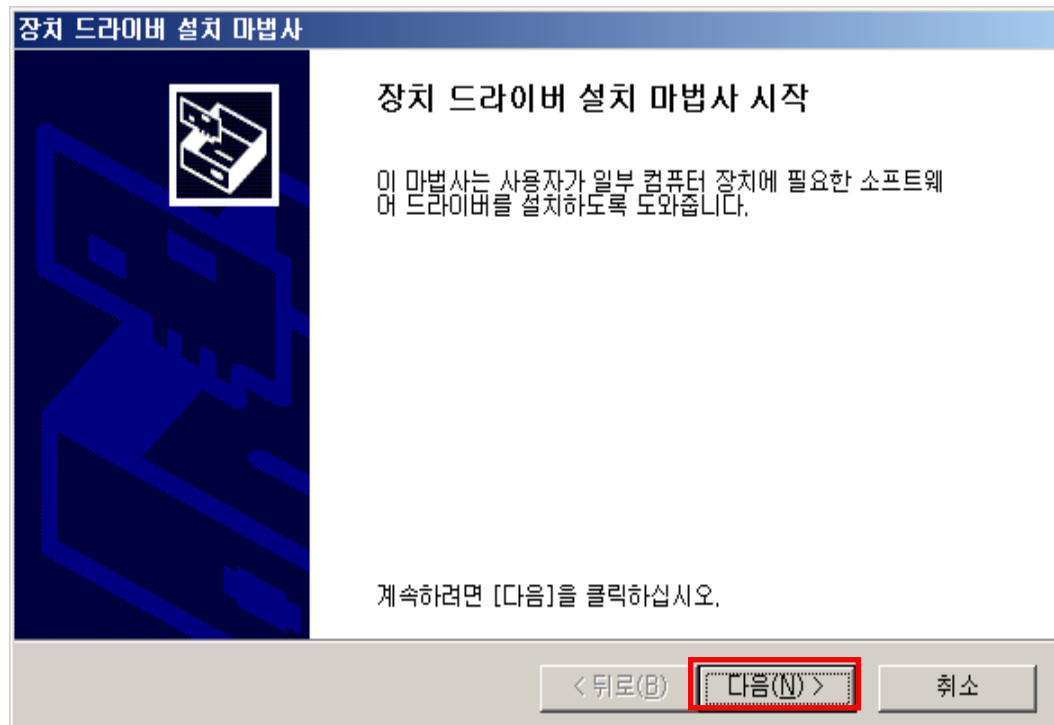 장치 드라이버 설치 마법사
장치 드라이버 설치 마법사 시작
이 마법사는 사용자가 일부 컴퓨터 장치에 필요한 소프트웨
어 드라이버를 설치하도록 도와줍니다.
계속하려면 [다음]을 클릭하십시오.
< 뒤로(B) 다음(N) > 취소